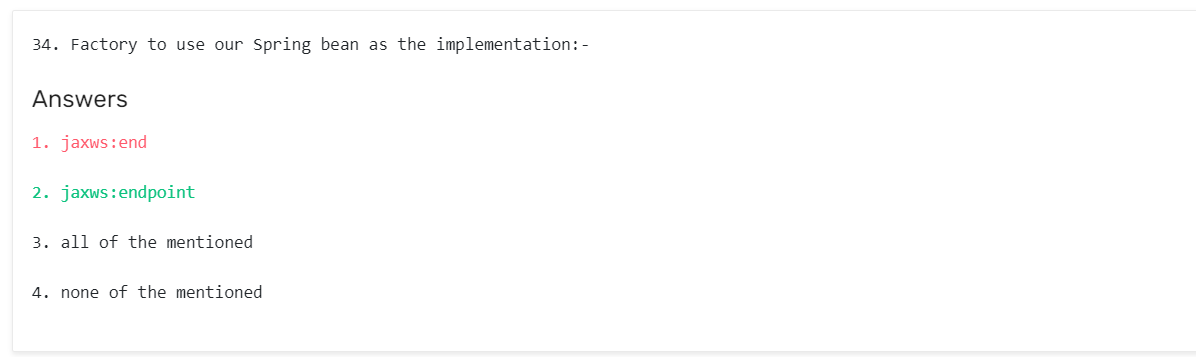 34. Factory to use our Spring bean as the implementation:-
Answers
1. jaxws:end
2. jaxws:endpoint
3. all of the mentioned
4. none of the mentioned